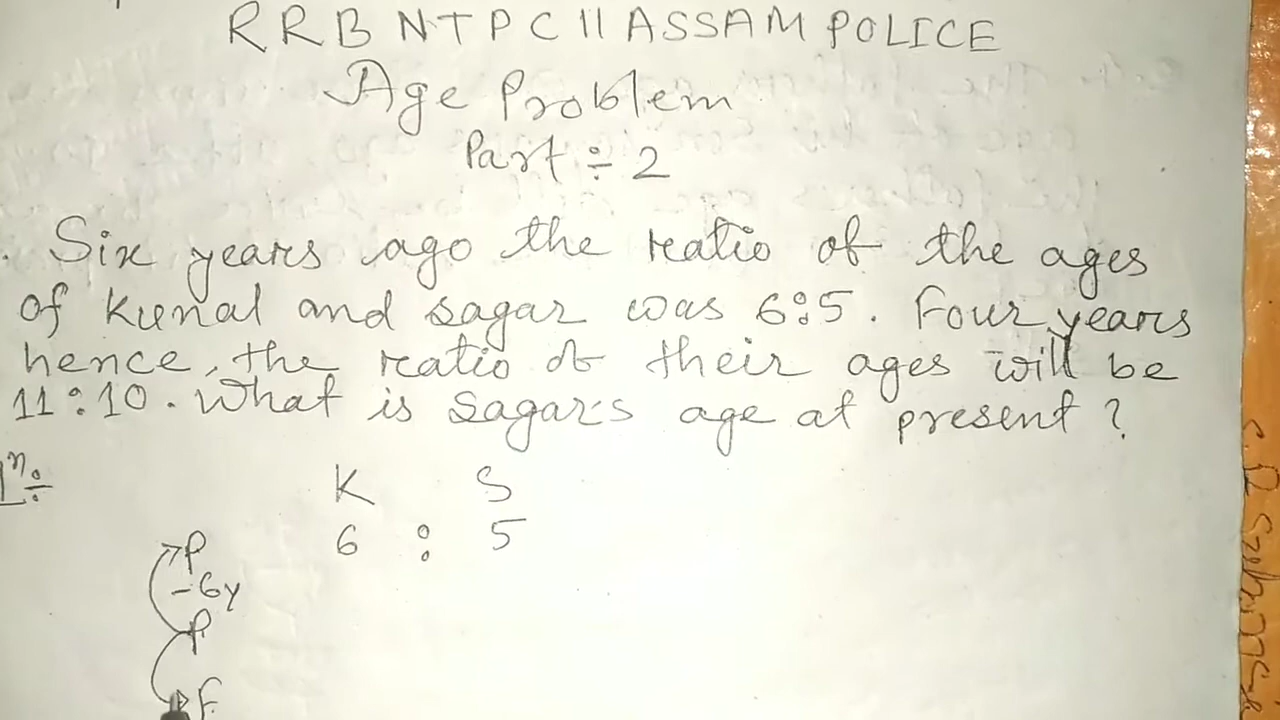 RRB NTPC || ASSAM POLICE
Age Problem
Part ÷ 2
. Six years ago the ratio of the ages
of Kunal and sagar was 6:5. Four years
hence, the ratio of their ages will be
11:10. What is sagar's age at present ?
K S
6 : 5
P
-6y
P
F